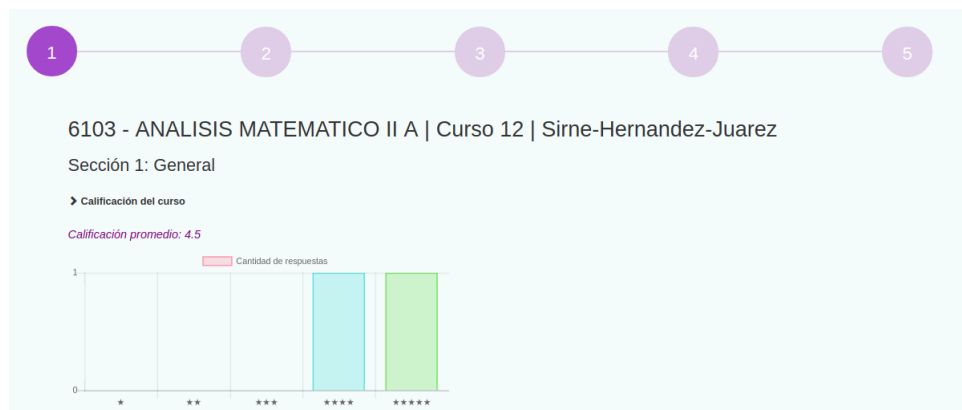 1 2 3 4 5
6103 - ANALISIS MATEMATICO II A | Curso 12 | Sirne-Hernandez-Juarez
Sección 1: General
Calificación del curso
Calificación promedio: 4.5
Cantidad de respuestas
1
0
★ ★★ ★★★ ★★★★ ★★★★★